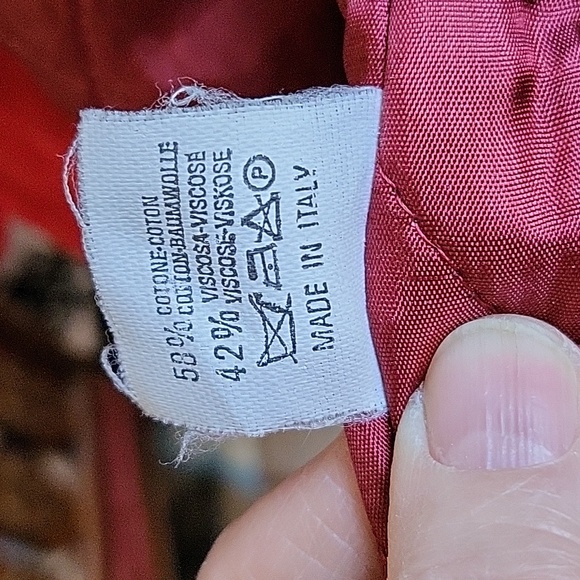 58% COTONE-COTON
COTTON-BAUMWOLLE
42% VISCOSA-VISCOSE
VISCOSE-VISKOSE
P
MADE IN ITALY